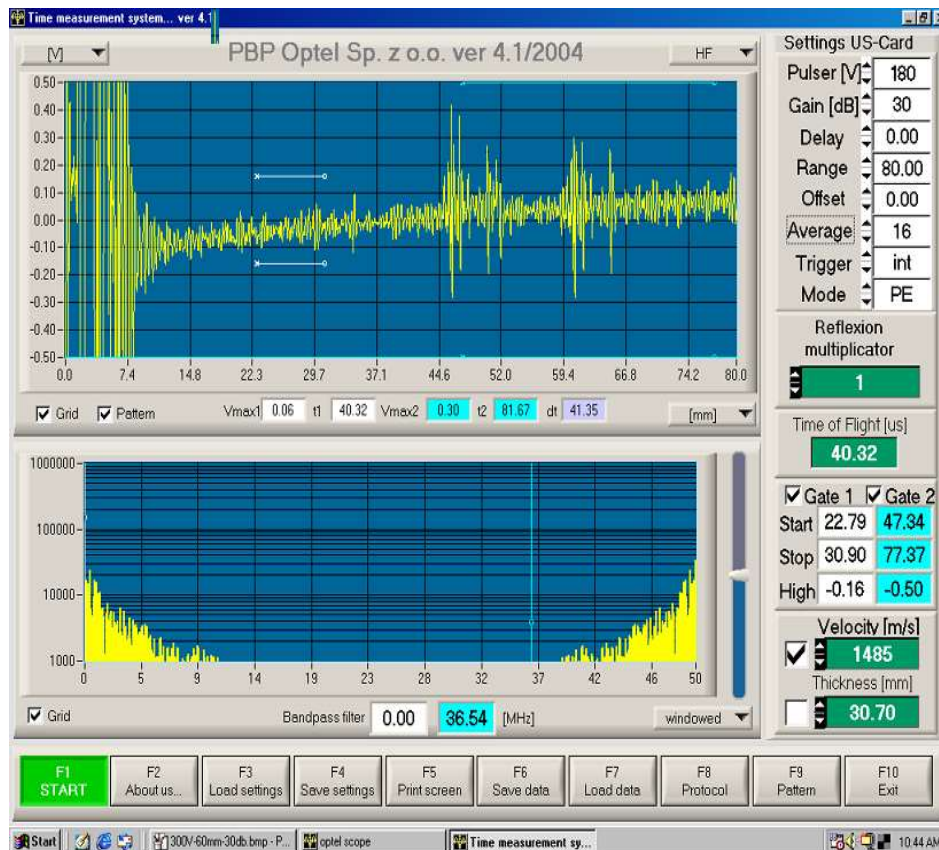 Time measurement system... ver 4.1
[V]
PBP Optel Sp. z o.o. ver 4.1/2004
HF
0.50
0.40
0.30
0.20
0.10
0.00
-0.10
-0.20
-0.30
-0.40
-0.50
0.0 7.4 14.8 22.3 29.7 37.1 44.6 52.0 59.4 66.8 74.2 80.0
Grid Pattern Vmax1 0.06 t1 40.32 Vmax2 0.30 t2 81.67 dt 41.35 [mm]
1000000
100000
10000
1000
0 5 9 14 19 23 28 32 37 42 46 50
Grid Bandpass filter 0.00 36.54 [MHz] windowed
Settings US-Card
Pulser [V] 180
Gain [dB] 30
Delay 0.00
Range 80.00
Offset 0.00
Average 16
Trigger int
Mode PE
Reflexion
multiplicator
1
Time of Flight [us]
40.32
Gate 1 Gate 2
Start 22.79 47.34
Stop 30.90 77.37
High -0.16 -0.50
Velocity [m/s]
1485
Thickness [mm]
30.70
F1 F2 F3 F4 F5 F6 F7 F8 F9 F10
START About us... Load settings Save settings Print screen Save data Load data Protocol Pattern Exit
Start 300V-60mm-30db.bmp - P... optel scope Time measurement sy... 10:44 AM